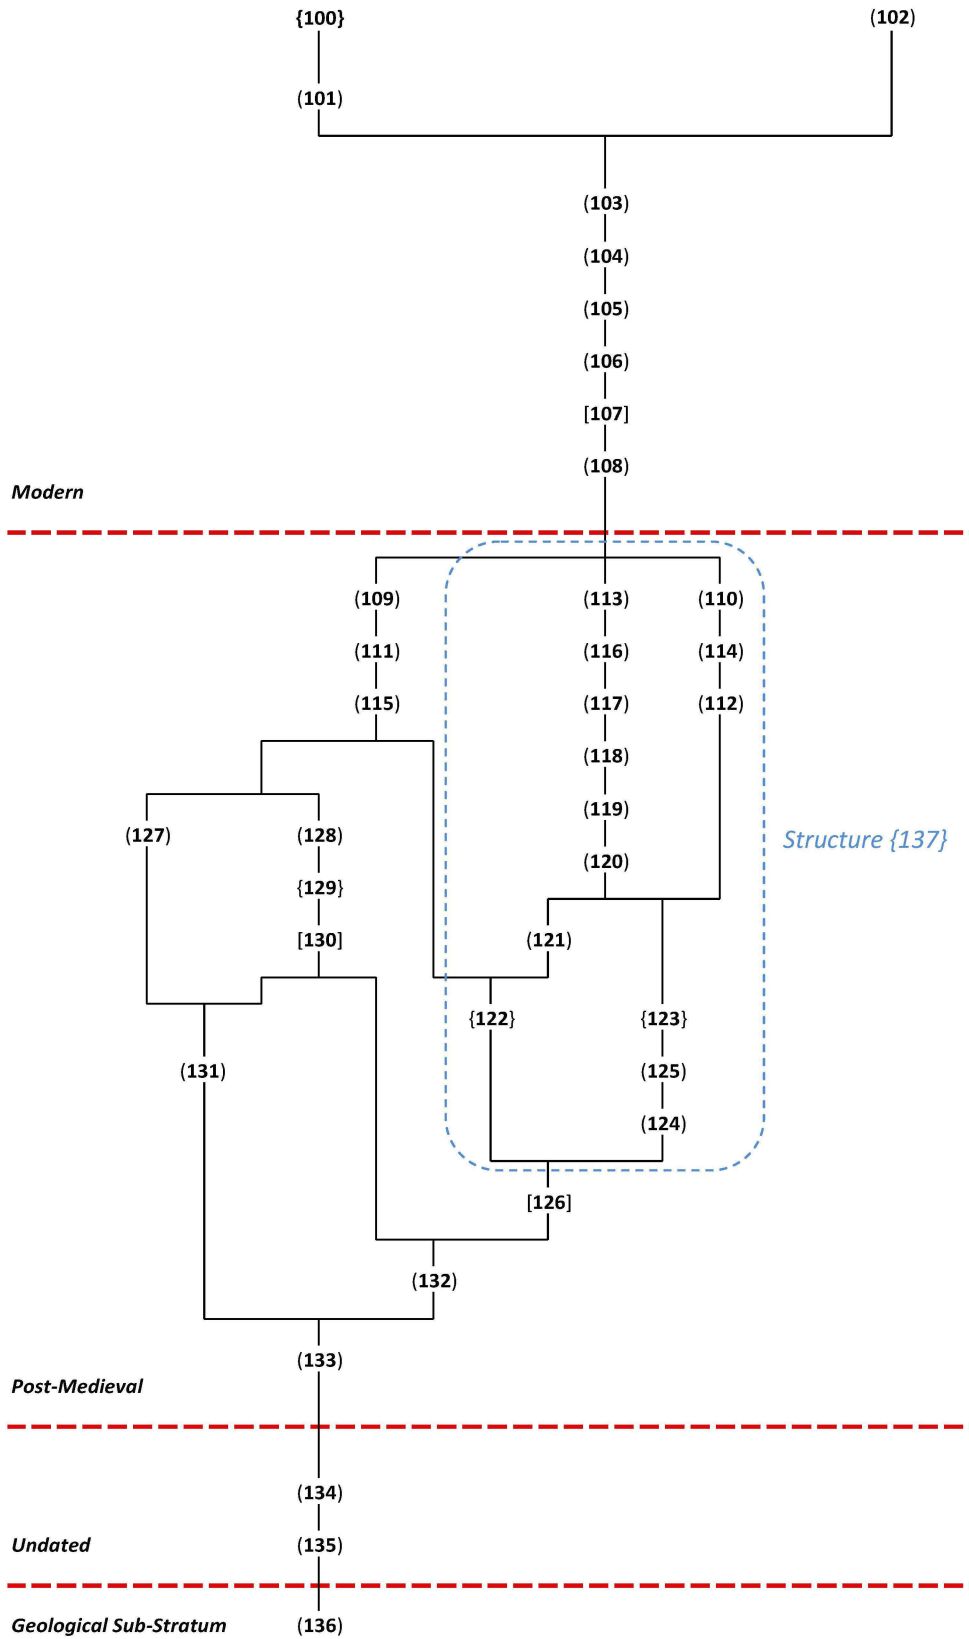 {100} (102)
(101)
(103)
(104)
(105)
(106)
[107]
(108)
Modern
(109) (113) (110)
(111) (116) (114)
(115) (117) (112)
(118)
(119)
(127) (128) Structure {137}
(120)
{129}
[130] (121)
{122} {123}
(131) (125)
(124)
[126]
(132)
(133)
Post-Medieval
(134)
Undated (135)
Geological Sub-Stratum (136)